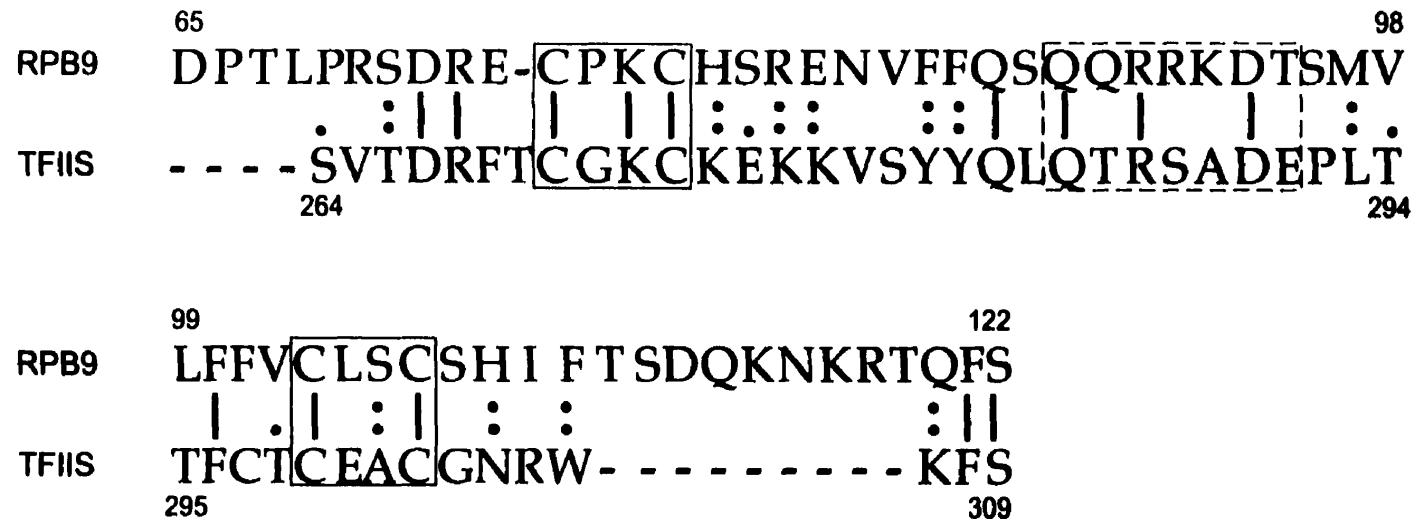 65 98
RPB9 DPTLPRSDRE-CPKCHSRENVFFQSQQRRKDTSMV
TFIIS ----SVTDRFTCGKCKEKKVSYYQLQTRSADEPLT
264 294
99 122
RPB9 LFFVCLSCSHIFTSDQKNKRTQFS
TFIIS TFCTCEACGNRW---------KFS
295 309